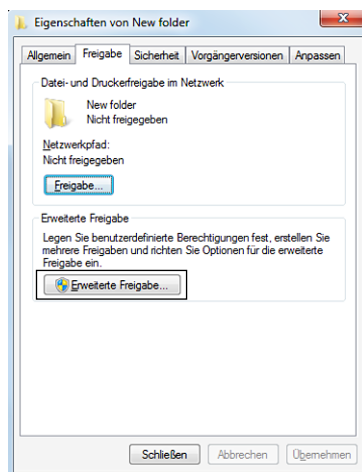 Eigenschaften von New folder
Allgemein Freigabe Sicherheit Vorgängerversionen Anpassen
Datei- und Druckerfreigabe im Netzwerk
New folder
Nicht freigegeben
Netzwerkpfad:
Nicht freigegeben
Freigabe...
Erweiterte Freigabe
Legen Sie benutzerdefinierte Berechtigungen fest, erstellen Sie
mehrere Freigaben und richten Sie Optionen für die erweiterte
Freigabe ein.
Erweiterte Freigabe...
Schließen Abbrechen Übernehmen